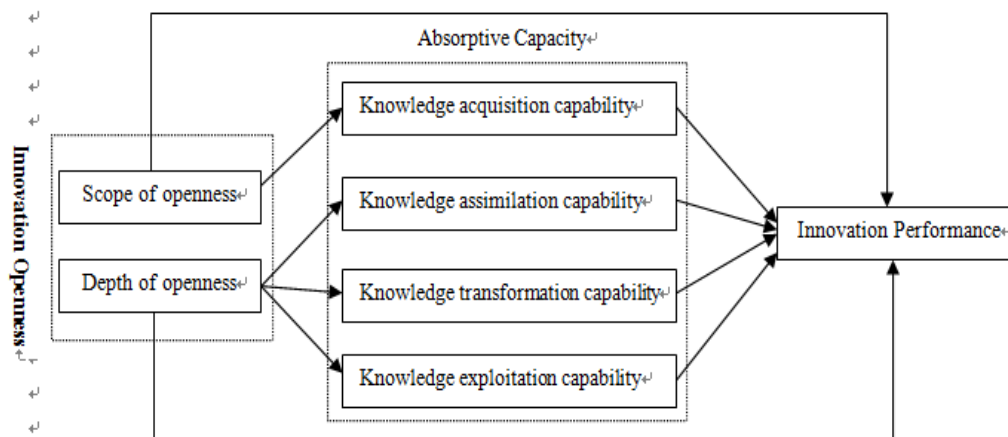 Absorptive Capacity
Knowledge acquisition capability
Innovation Openness
Scope of openness
Knowledge assimilation capability
Innovation Performance
Depth of openness
Knowledge transformation capability
Knowledge exploitation capability